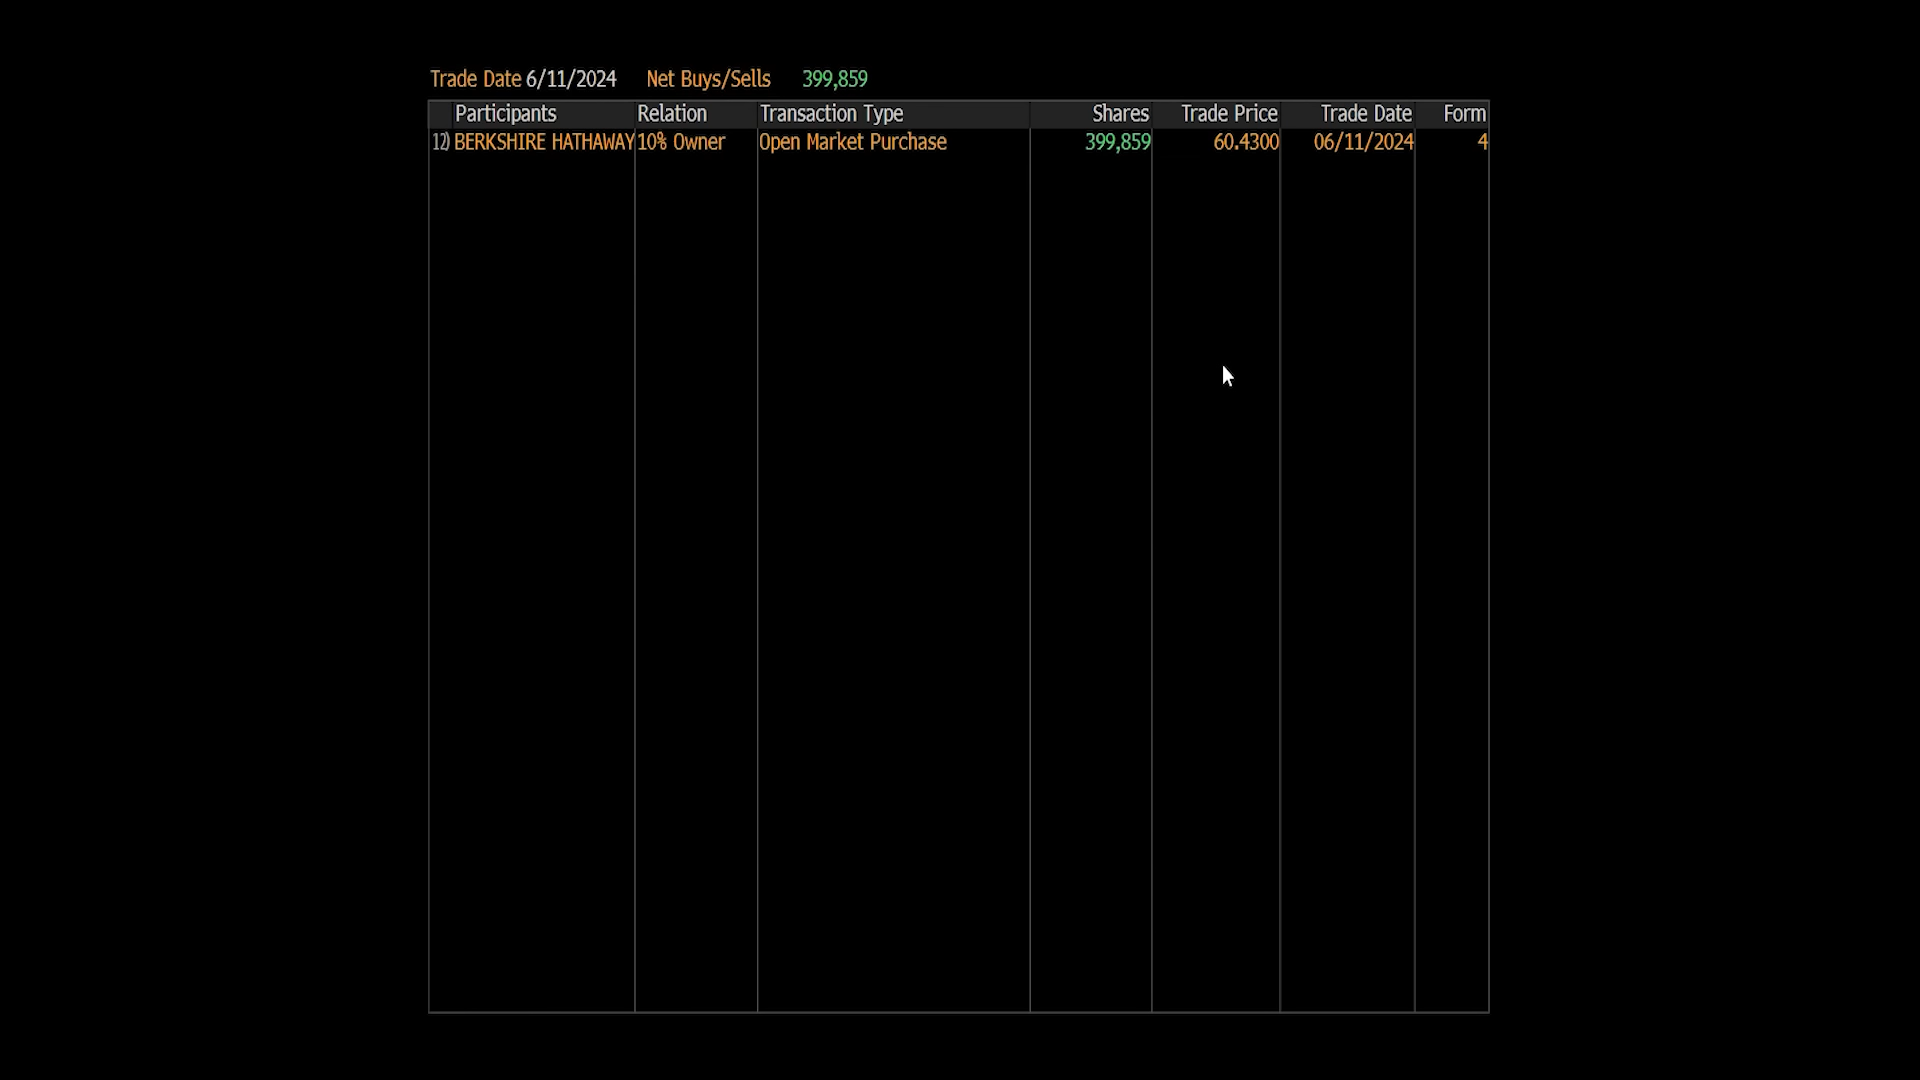 Trade Date 6/11/2024 Net Buys/Sells 399,859
Participants Relation Transaction Type Shares Trade Price Trade Date Form
12) BERKSHIRE HATHAWAY 10% Owner Open Market Purchase 399,859 60.4300 06/11/2024 4